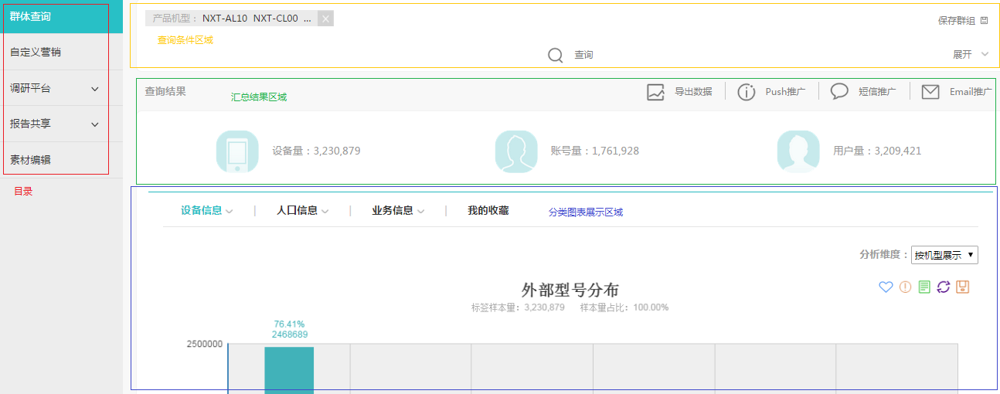 群体查询
自定义营销
调研平台
报告共享
素材编辑
目录
产品机型： NXT-AL10 NXT-CL00 ... ×
保存群组
查询条件区域
查询
展开
查询结果
汇总结果区域
导出数据
Push推广
短信推广
Email推广
设备量：3,230,879
账号量：1,761,928
用户量：3,209,421
设备信息 | 人口信息 | 业务信息 | 我的收藏
分类图表展示区域
分析维度： 按机型展示
外部型号分布
标签样本量：3,230,879 样本量占比：100.00%
76.41%
2468689
2500000